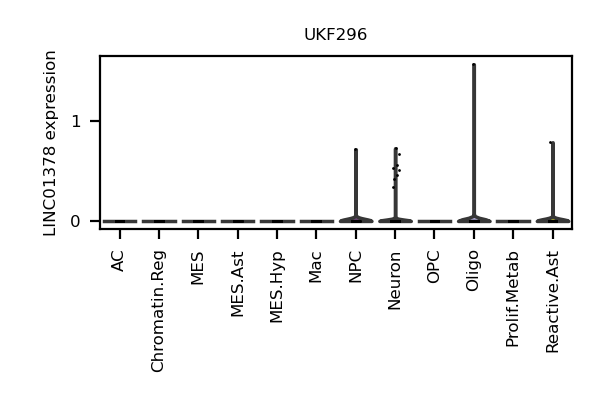 UKF296
LINC01378 expression
1
0
AC
Chromatin.Reg
MES
MES.Ast
MES.Hyp
Mac
NPC
Neuron
OPC
Oligo
Prolif.Metab
Reactive.Ast